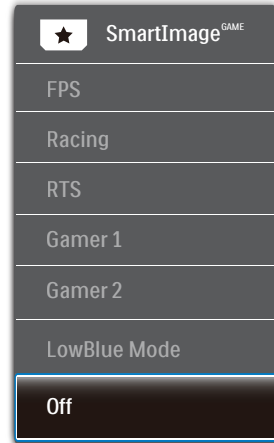 SmartImage GAME
FPS
Racing
RTS
Gamer 1
Gamer 2
LowBlue Mode
Off